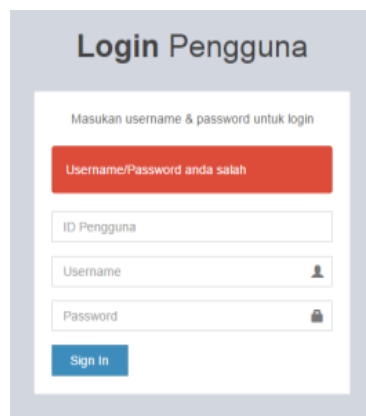 Login Pengguna
Masukan username & password untuk login
Username/Password anda salah
ID Pengguna
Username
Password
Sign In